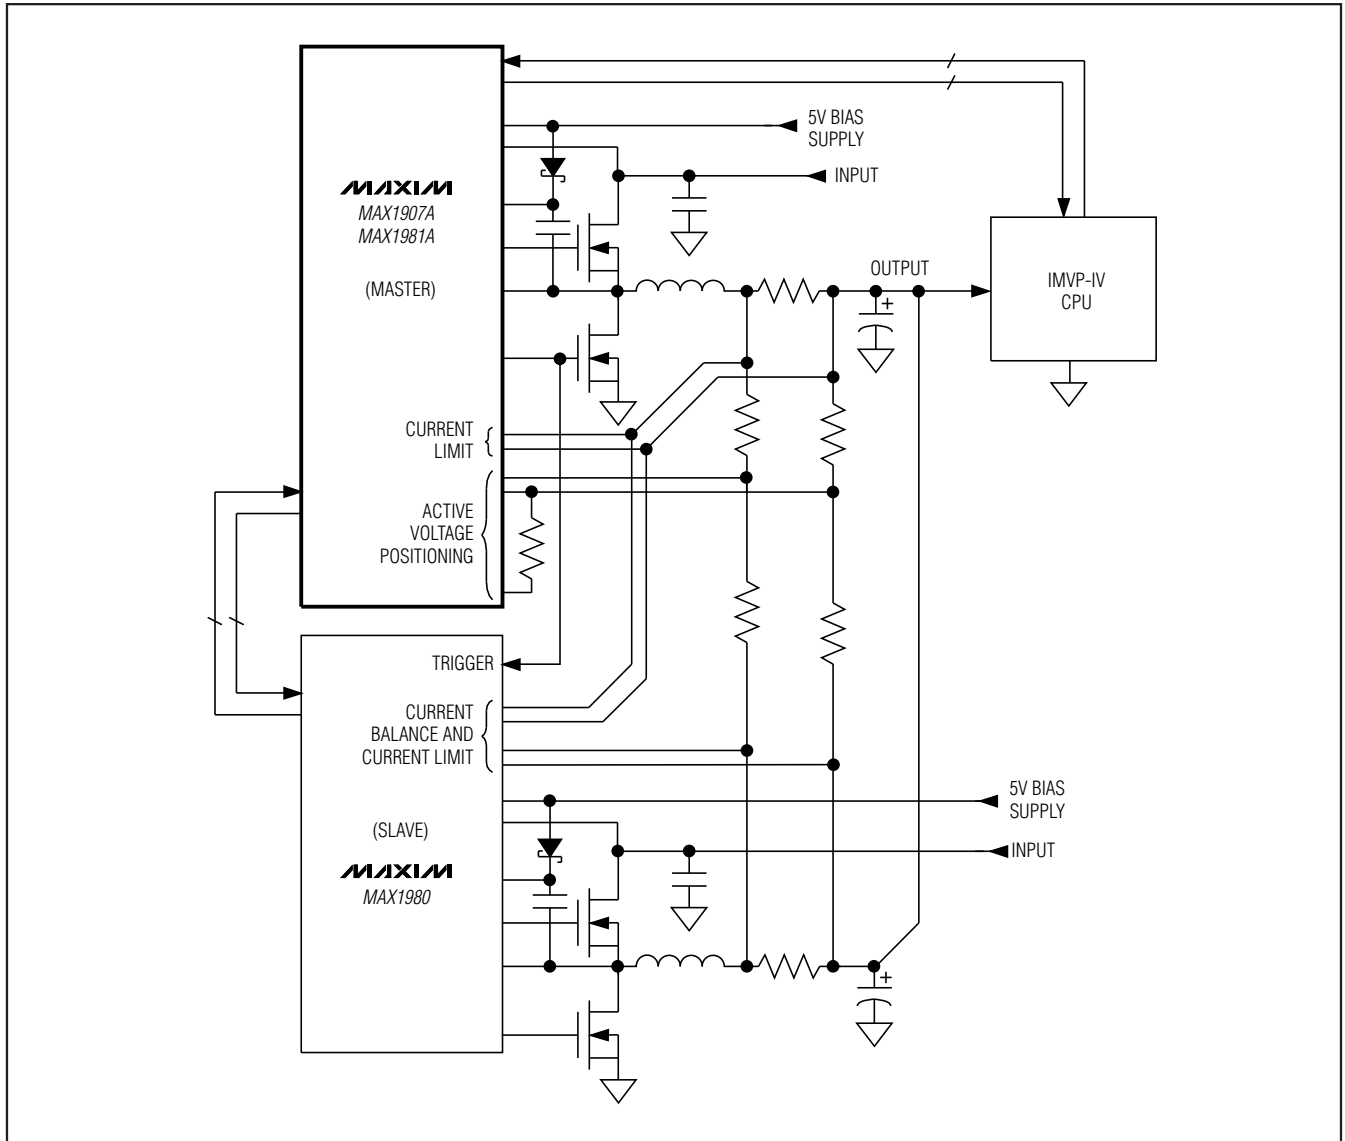 5V BIAS
SUPPLY
INPUT
MAXIM
MAX1907A
MAX1981A
(MASTER)
OUTPUT
+
IMVP-IV
CPU
CURRENT
LIMIT
ACTIVE
VOLTAGE
POSITIONING
TRIGGER
CURRENT
BALANCE AND
CURRENT LIMIT
5V BIAS
SUPPLY
(SLAVE)
INPUT
MAXIM
MAX1980
+